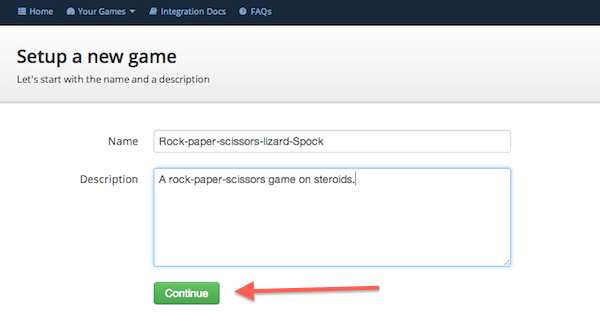 Home Your Games Integration Docs FAQs
Setup a new game
Let's start with the name and a description
Name Rock-paper-scissors-lizard-Spock
Description A rock-paper-scissors game on steroids.
Continue